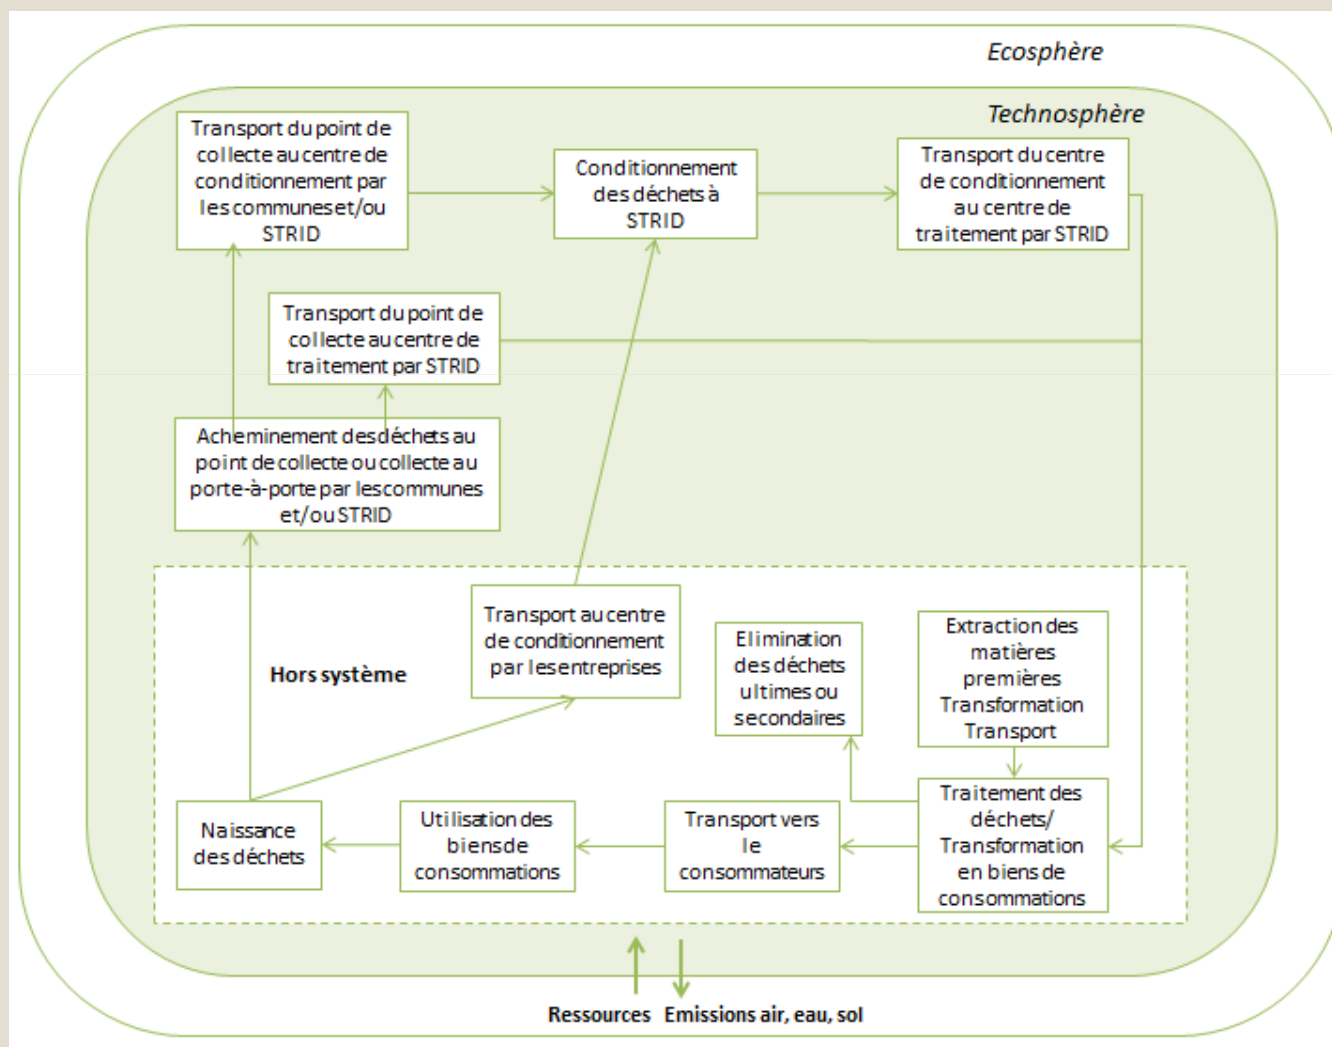 Ecosphère
Technosphère
Transport du point de
collecte au centre de
conditionnement par
les communes et/ou
STRID
Conditionnement
des déchets à
STRID
Transport du centre
de conditionnement
au centre de
traitement par STRID
Transport du point de
collecte au centre de
traitement par STRID
Acheminement des déchets au
point de collecte ou collecte au
porte-à-porte par les communes
et/ou STRID
Transport au centre
de conditionnement
par les entreprises
Hors système
Elimination
des déchets
ultimes ou
secondaires
Extraction des
matières
premières
Transformation
Transport
Naissance
des déchets
Utilisation des
biens de
consommations
Transport vers
le
consommateurs
Traitement des
déchets/
Transformation
en biens de
consommations
Ressources Emissions air, eau, sol